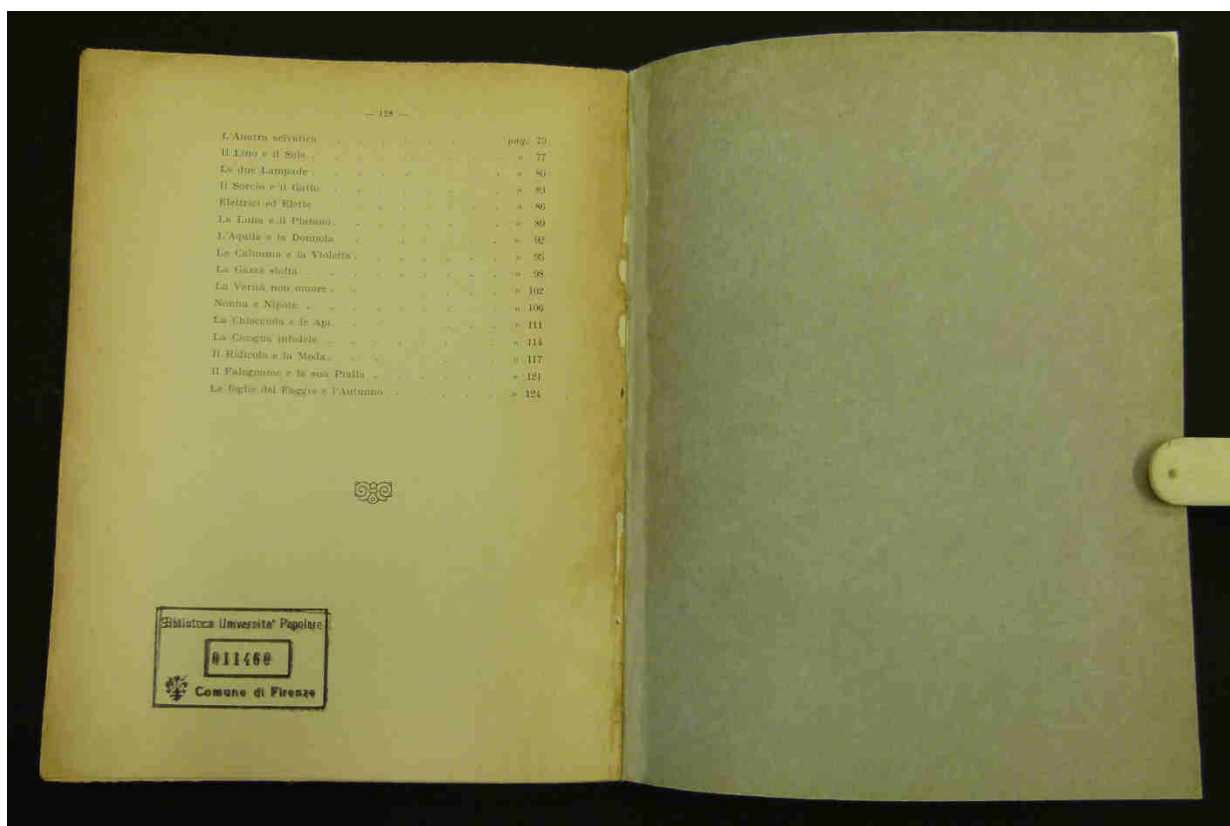 — 128 —
L'Anatra selvatica . . . . . . pag. 73
Il Lino e il Sole . . . . . . . » 77
Le due Lampade . . . . . . . » 80
Il Sorcio e il Gatto . . . . . . » 83
Elettrici ed Elette . . . . . . » 86
La Luna e il Platano . . . . . . » 89
L'Aquila e la Donnola . . . . . » 92
La Calunnia e la Violetta . . . . . » 95
La Gazza stolta . . . . . . . » 98
La Verità non muore . . . . . . » 102
Nonna e Nipote . . . . . . . » 106
La Chiocciola e le Api . . . . . . » 111
La Cicogna infedele . . . . . . » 114
Il Ridicolo e la Moda . . . . . . » 117
Il Falegname e la sua Pialla . . . . . » 121
Le foglie del Faggio e l'Autunno . . . . . » 124
Biblioteca Universita' Popolare
011460
Comune di Firenze